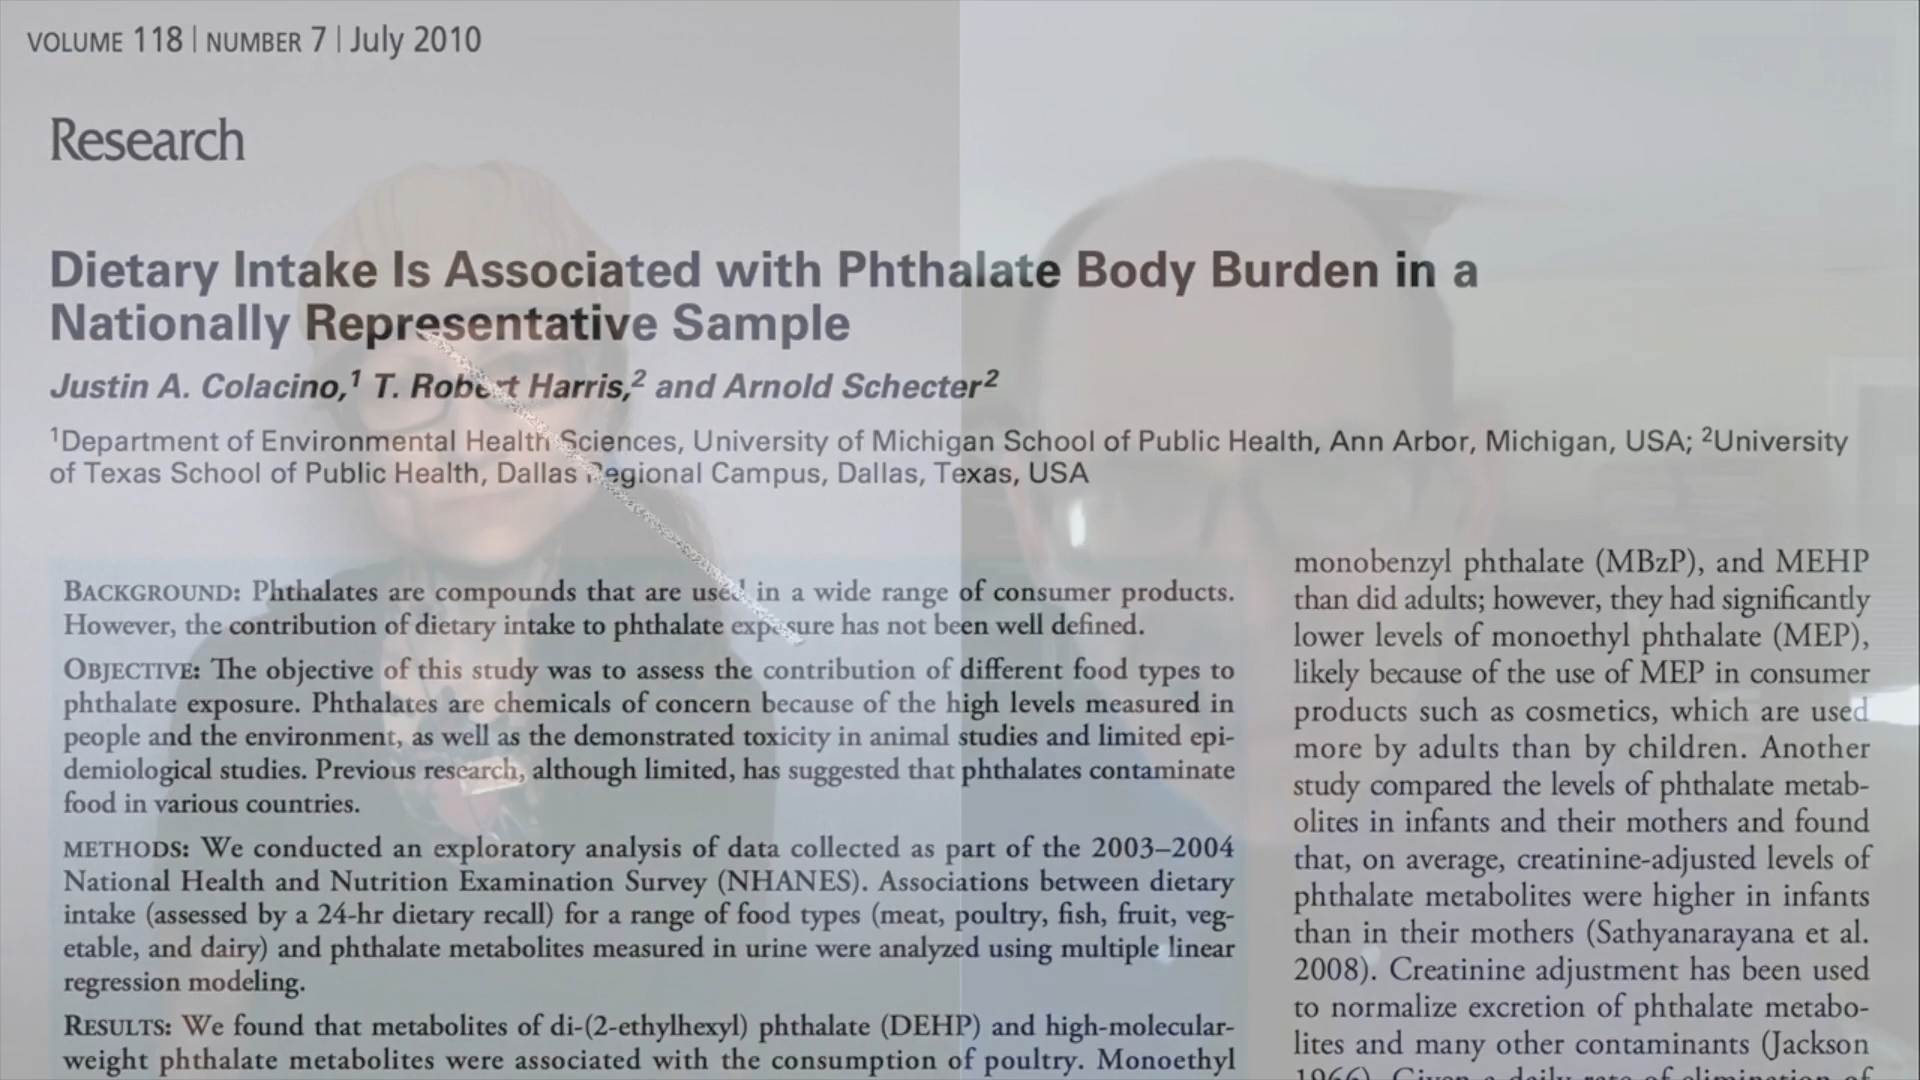 VOLUME 118 | NUMBER 7 | July 2010
Research
Dietary Intake Is Associated with Phthalate Body Burden in a
Nationally Representative Sample
Justin A. Colacino,¹ T. Robert Harris,² and Arnold Schecter²
¹Department of Environmental Health Sciences, University of Michigan School of Public Health, Ann Arbor, Michigan, USA; ²University
of Texas School of Public Health, Dallas Regional Campus, Dallas, Texas, USA
BACKGROUND: Phthalates are compounds that are used in a wide range of consumer products.
However, the contribution of dietary intake to phthalate exposure has not been well defined.
OBJECTIVE: The objective of this study was to assess the contribution of different food types to
phthalate exposure. Phthalates are chemicals of concern because of the high levels measured in
people and the environment, as well as the demonstrated toxicity in animal studies and limited epi-
demiological studies. Previous research, although limited, has suggested that phthalates contaminate
food in various countries.
METHODS: We conducted an exploratory analysis of data collected as part of the 2003–2004
National Health and Nutrition Examination Survey (NHANES). Associations between dietary
intake (assessed by a 24-hr dietary recall) for a range of food types (meat, poultry, fish, fruit, veg-
etable, and dairy) and phthalate metabolites measured in urine were analyzed using multiple linear
regression modeling.
RESULTS: We found that metabolites of di-(2-ethylhexyl) phthalate (DEHP) and high-molecular-
weight phthalate metabolites were associated with the consumption of poultry. Monoethyl
monobenzyl phthalate (MBzP), and MEHP
than did adults; however, they had significantly
lower levels of monoethyl phthalate (MEP),
likely because of the use of MEP in consumer
products such as cosmetics, which are used
more by adults than by children. Another
study compared the levels of phthalate metab-
olites in infants and their mothers and found
that, on average, creatinine-adjusted levels of
phthalate metabolites were higher in infants
than in their mothers (Sathyanarayana et al.
2008). Creatinine adjustment has been used
to normalize excretion of phthalate metabo-
lites and many other contaminants (Jackson
1966). Given a daily rate of elimination of